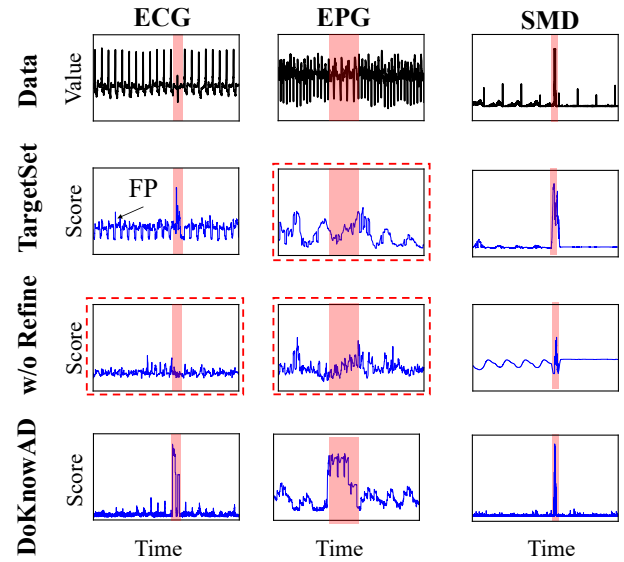 ECG EPG SMD
Data Value
TargetSet Score
FP
w/o Refine Score
DoKnowAD Score
Time Time Time